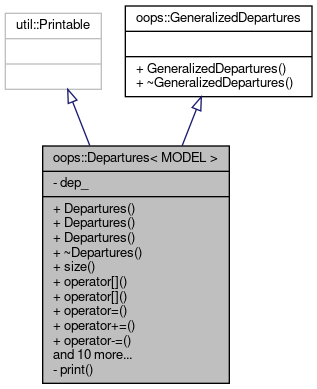 util::Printable
oops::GeneralizedDepartures
+ GeneralizedDepartures()
+ ~GeneralizedDepartures()
oops::Departures< MODEL >
- dep_
+ Departures()
+ Departures()
+ Departures()
+ ~Departures()
+ size()
+ operator[]()
+ operator[]()
+ operator=()
+ operator+=()
+ operator-=()
and 10 more...
- print()